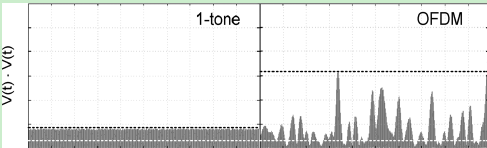 1-tone
OFDM
V(t) · V(t)